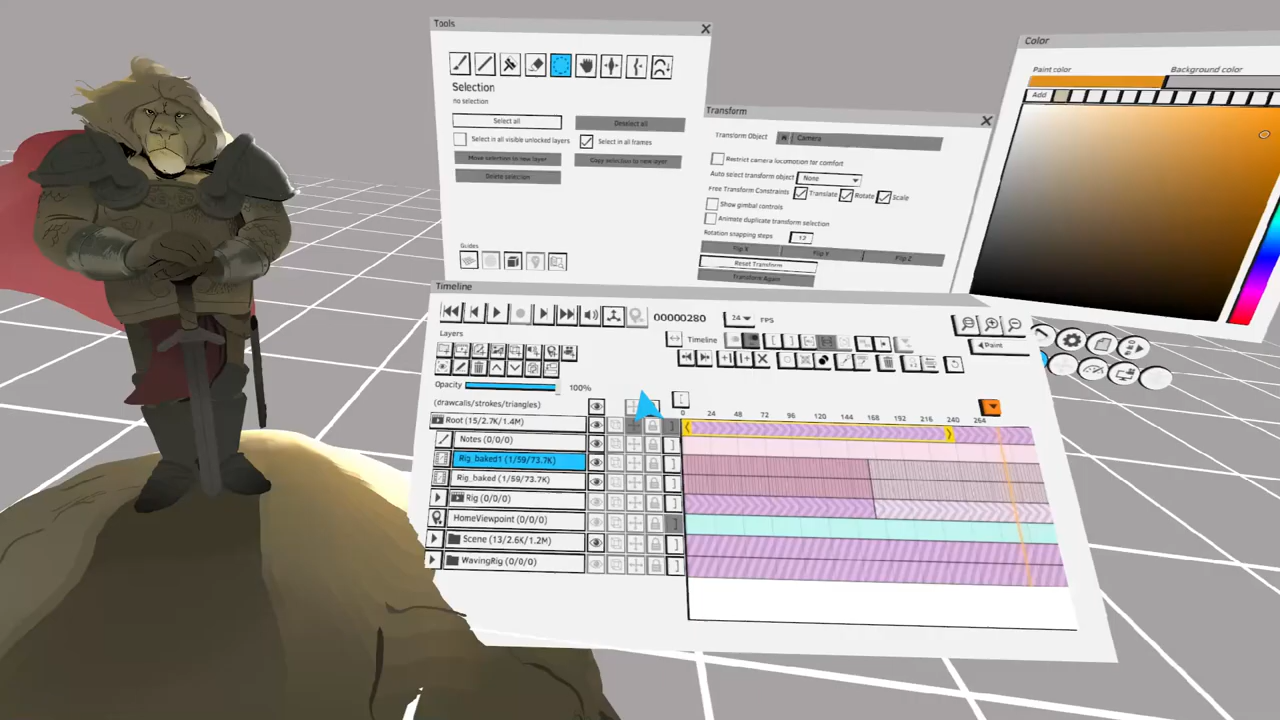 Tools
Selection
no selection
Select all
Deselect all
Select in all visible unlocked layers
Select in all frames
Move selection to new layer
Copy selection to new layer
Delete selection
Guides
Transform
Transform Object
Camera
Restrict camera locomotion for comfort
Auto select transform object
None
Free Transform Constraints
Translate
Rotate
Scale
Show gimbal controls
Animate duplicate transform selection
Rotation snapping steps
12
Flip X
Flip Y
Flip Z
Reset Transform
Transform Again
Color
Paint color
Background color
Add
Timeline
00000280
24
FPS
Layers
Timeline
Paint
Opacity
100%
(drawcalls/strokes/triangles)
0 24 48 72 96 120 144 168 192 216 240 264
Root (15/2.7K/1.4M)
Notes (0/0/0)
Rig_baked1 (1/59/73.7K)
Rig_baked (1/59/73.7K)
Rig (0/0/0)
HomeViewpoint (0/0/0)
Scene (13/2.6K/1.2M)
WavingRig (0/0/0)